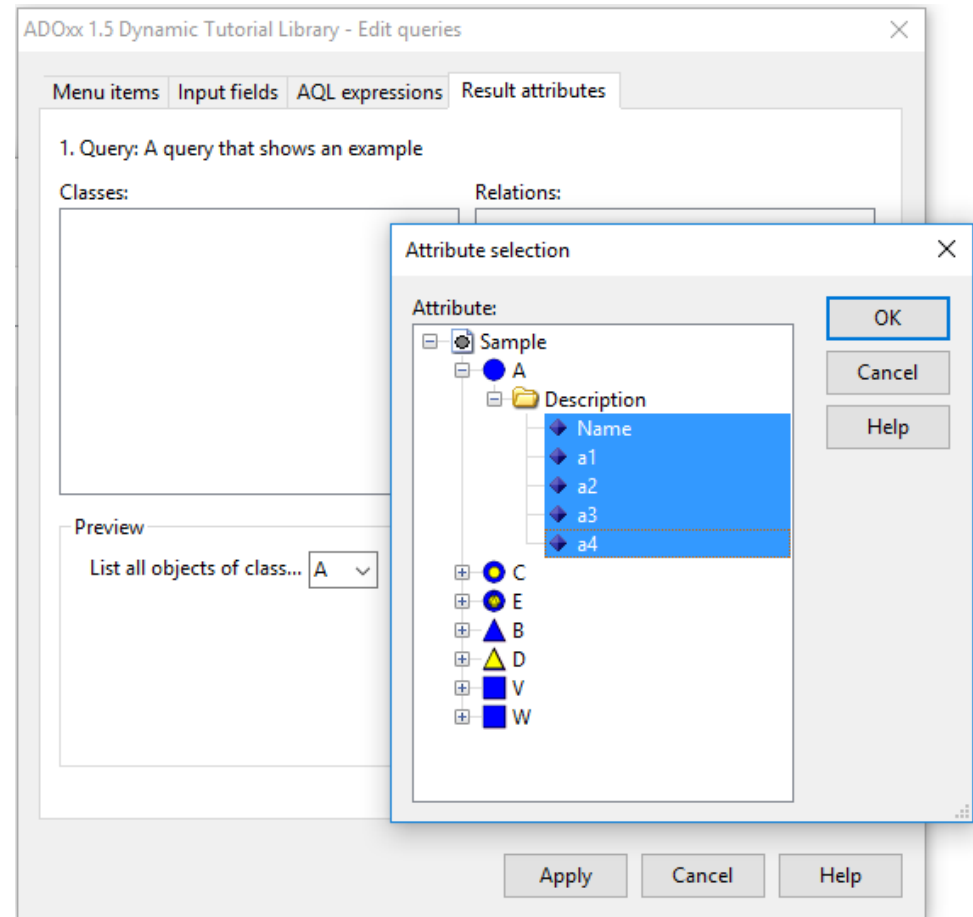 ADOxx 1.5 Dynamic Tutorial Library - Edit queries
Menu items Input fields AQL expressions Result attributes
1. Query: A query that shows an example
Classes: Relations:
Attribute selection
Attribute:
OK
Cancel
Help
Sample
A
Description
Name
a1
a2
a3
a4
C
E
B
D
V
W
Preview
List all objects of class... A
Apply Cancel Help